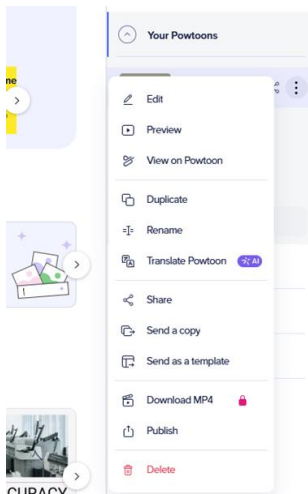 Your Powtoons
me
Edit
Preview
View on Powtoon
Duplicate
Rename
Translate Powtoon AI
Share
Send a copy
Send as a template
Download MP4
Publish
Delete
CURACY